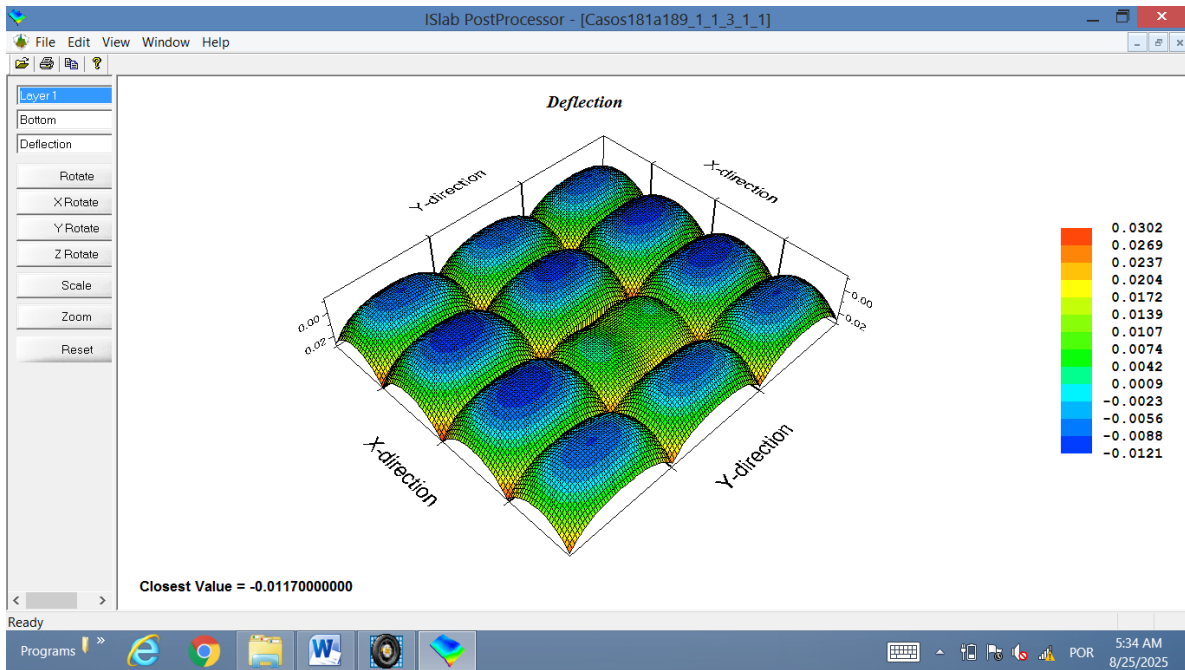 ISlab PostProcessor - [Casos181a189_1_1_3_1_1]
File Edit View Window Help
Layer1
Bottom
Deflection
Rotate
X Rotate
Y Rotate
Z Rotate
Scale
Zoom
Reset
Deflection
Y-direction
X-direction
0.00
0.02
-0.00
-0.02
X-direction
Y-direction
0.0302
0.0269
0.0237
0.0204
0.0172
0.0139
0.0107
0.0074
0.0042
0.0009
-0.0023
-0.0056
-0.0088
-0.0121
Closest Value = -0.01170000000
Ready
Programs
POR
5:34 AM
8/25/2025